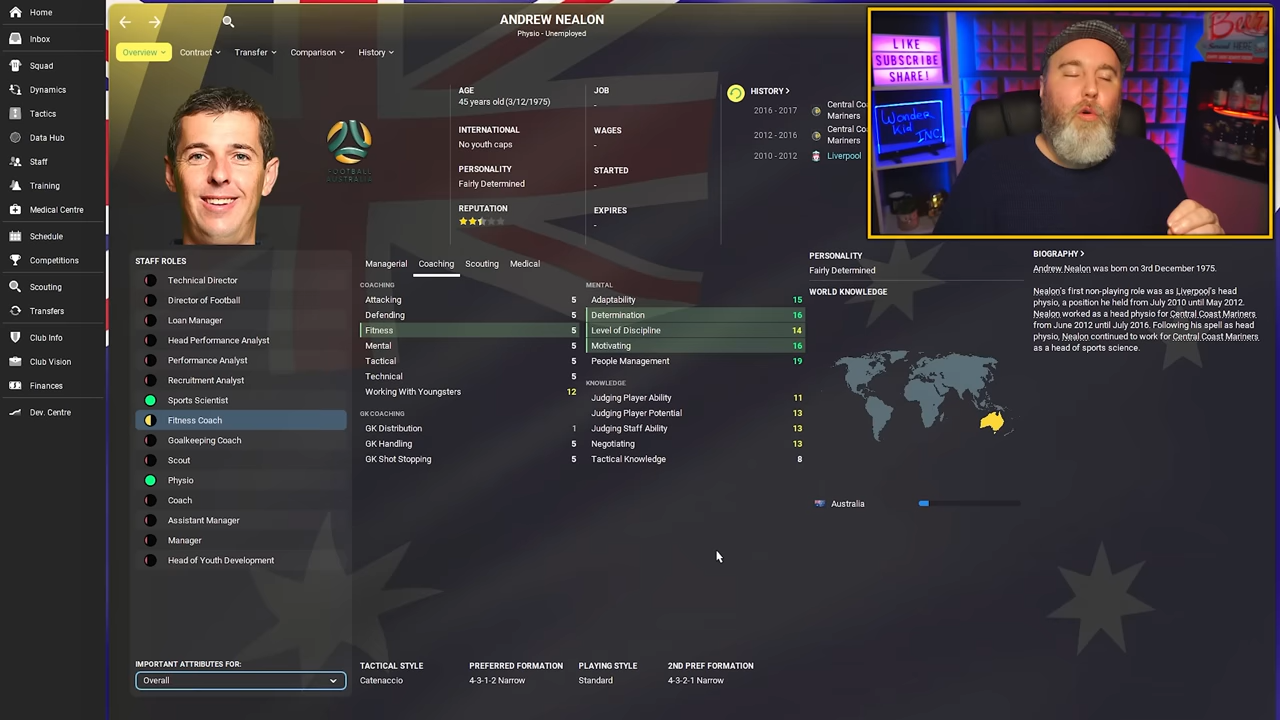 Home
Inbox
Squad
Dynamics
Tactics
Data Hub
Staff
Training
Medical Centre
Schedule
Competitions
Scouting
Transfers
Club Info
Club Vision
Finances
Dev. Centre
ANDREW NEALON
Physio - Unemployed
Overview
Contract
Transfer
Comparison
History
FOOTBALL
AUSTRALIA
AGE
45 years old (3/12/1975)
INTERNATIONAL
No youth caps
PERSONALITY
Fairly Determined
REPUTATION
JOB
-
WAGES
-
STARTED
-
EXPIRES
-
HISTORY >
2016 - 2017 Central Co
Mariners
2012 - 2016 Central Co
Mariners
2010 - 2012 Liverpool
LIKE
SUBSCRIBE
SHARE!
Wonder
Kid
INC.
STAFF ROLES
Technical Director
Director of Football
Loan Manager
Head Performance Analyst
Performance Analyst
Recruitment Analyst
Sports Scientist
Fitness Coach
Goalkeeping Coach
Scout
Physio
Coach
Assistant Manager
Manager
Head of Youth Development
IMPORTANT ATTRIBUTES FOR:
Overall
Managerial Coaching Scouting Medical
COACHING
Attacking 5
Defending 5
Fitness 5
Mental 5
Tactical 5
Technical 5
Working With Youngsters 12
GK COACHING
GK Distribution 1
GK Handling 5
GK Shot Stopping 5
MENTAL
Adaptability 15
Determination 16
Level of Discipline 14
Motivating 16
People Management 19
KNOWLEDGE
Judging Player Ability 11
Judging Player Potential 13
Judging Staff Ability 13
Negotiating 13
Tactical Knowledge 8
PERSONALITY
Fairly Determined
WORLD KNOWLEDGE
Australia
BIOGRAPHY >
Andrew Nealon was born on 3rd December 1975.
Nealon's first non-playing role was as Liverpool's head
physio, a position he held from July 2010 until May 2012.
Nealon worked as a head physio for Central Coast Mariners
from June 2012 until July 2016. Following his spell as head
physio, Nealon continued to work for Central Coast Mariners
as a head of sports science.
TACTICAL STYLE
Catenaccio
PREFERRED FORMATION
4-3-1-2 Narrow
PLAYING STYLE
Standard
2ND PREF FORMATION
4-3-2-1 Narrow